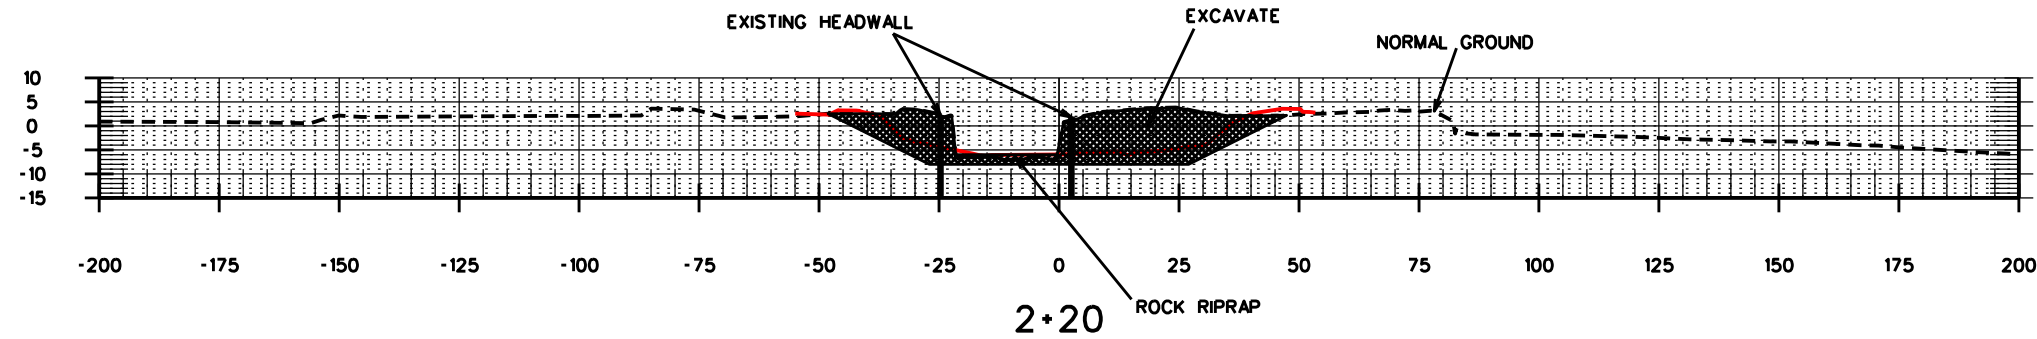 EXCAVATE
EXISTING HEADWALL
NORMAL GROUND
10
5
0
-5
-10
-15
-200 -175 -150 -125 -100 -75 -50 -25 0 25 50 75 100 125 150 175 200
ROCK RIPRAP
2+20